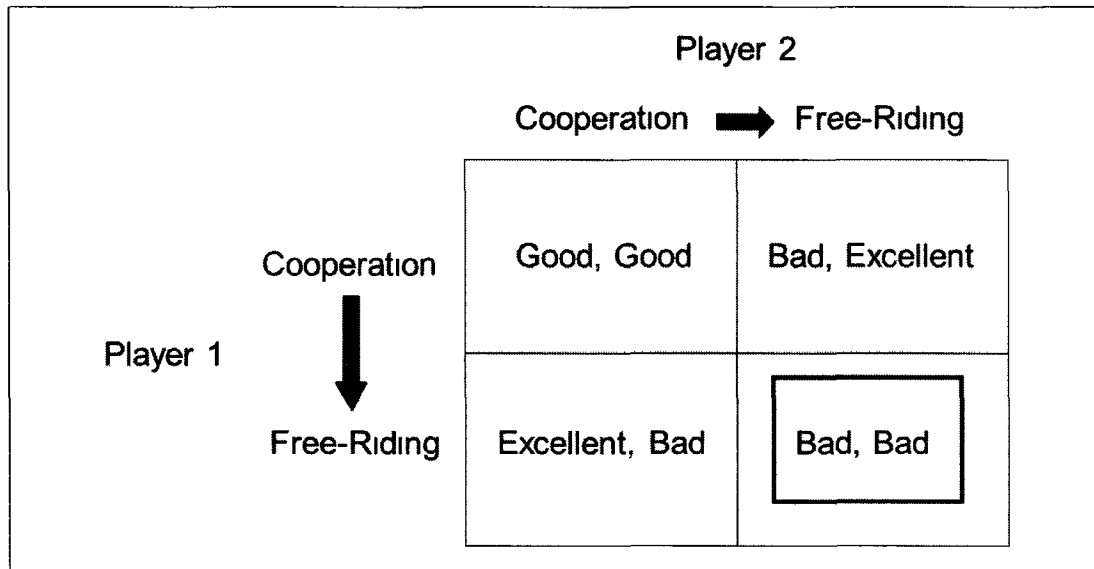 Player 2
Cooperation Free-Riding
Cooperation Good, Good Bad, Excellent
Player 1
Free-Riding Excellent, Bad Bad, Bad